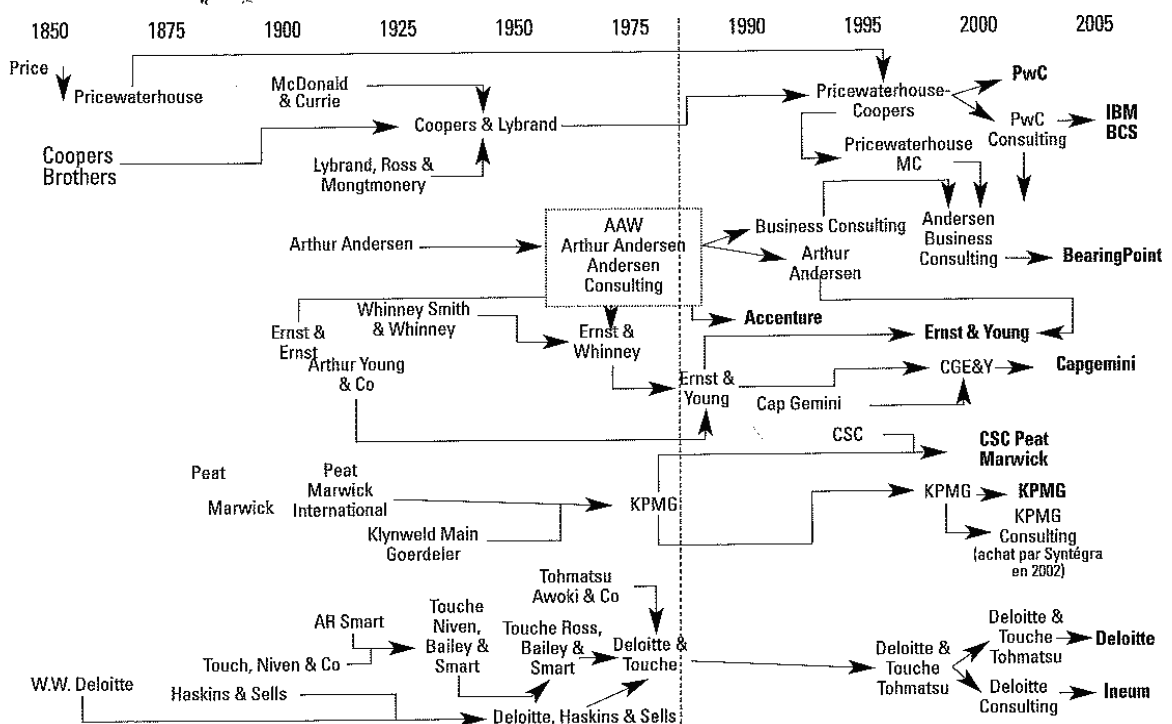 1850 1875 1900 1925 1950 1975 1990 1995 2000 2005
Price
Pricewaterhouse
McDonald
& Currie
Coopers & Lybrand
Coopers
Brothers
Lybrand, Ross &
Mongtmonery
Pricewaterhouse-
Coopers
PwC
PwC
Consulting
IBM
BCS
Pricewaterhouse
MC
Arthur Andersen
AAW
Arthur Andersen
Andersen
Consulting
Business Consulting
Arthur
Andersen
Andersen
Business
Consulting
BearingPoint
Accenture
Ernst &
Ernst
Whinney Smith
& Whinney
Ernst &
Whinney
Arthur Young
& Co
Ernst &
Young
Ernst & Young
Cap Gemini
CGE&Y
Capgemini
CSC
CSC Peat
Marwick
Peat
Marwick
Peat
Marwick
International
Klynweld Main
Goerdeler
KPMG
KPMG
KPMG
KPMG
Consulting
(achat par Syntégra
en 2002)
Tohmatsu
Awoki & Co
AR Smart
Touch, Niven & Co
Touche
Niven,
Bailey &
Smart
Touche Ross,
Bailey &
Smart
Deloitte &
Touche
W.W. Deloitte
Haskins & Sells
Deloitte, Haskins & Sells
Deloitte &
Touche
Tohmatsu
Deloitte &
Touche
Tohmatsu
Deloitte
Deloitte
Consulting
Ineum